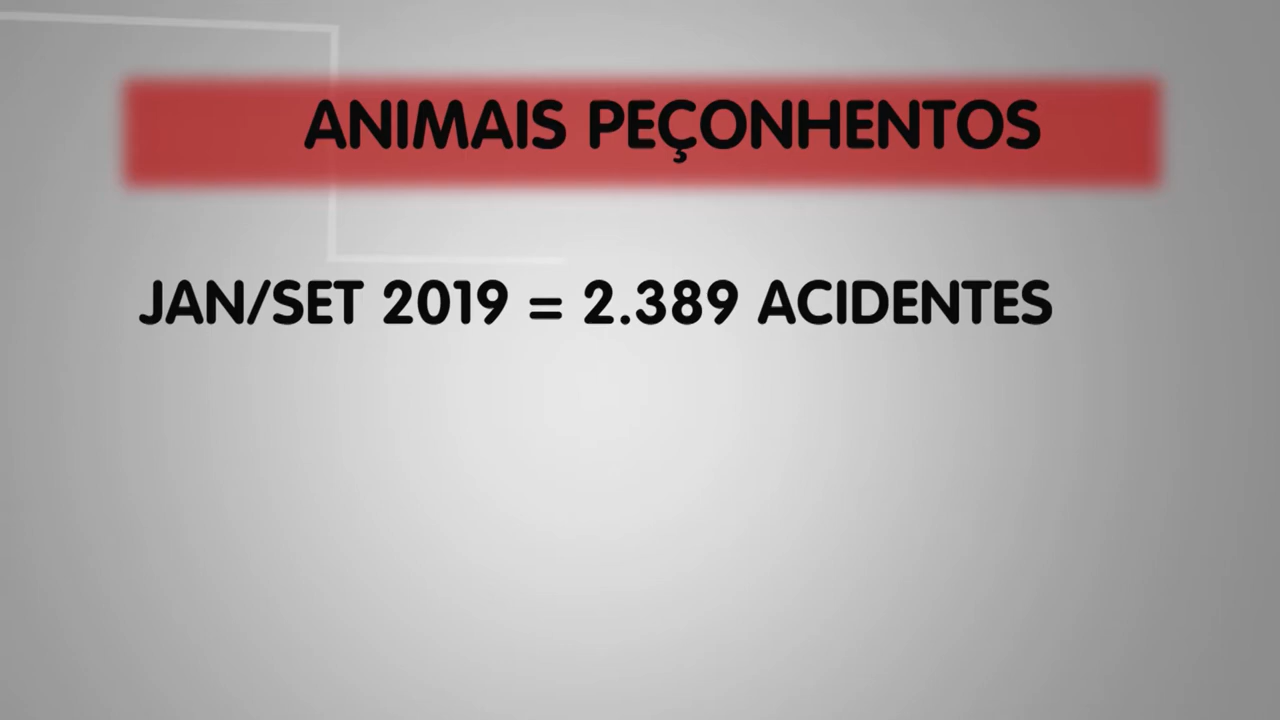 ANIMAIS PEÇONHENTOS
JAN/SET 2019 = 2.389 ACIDENTES